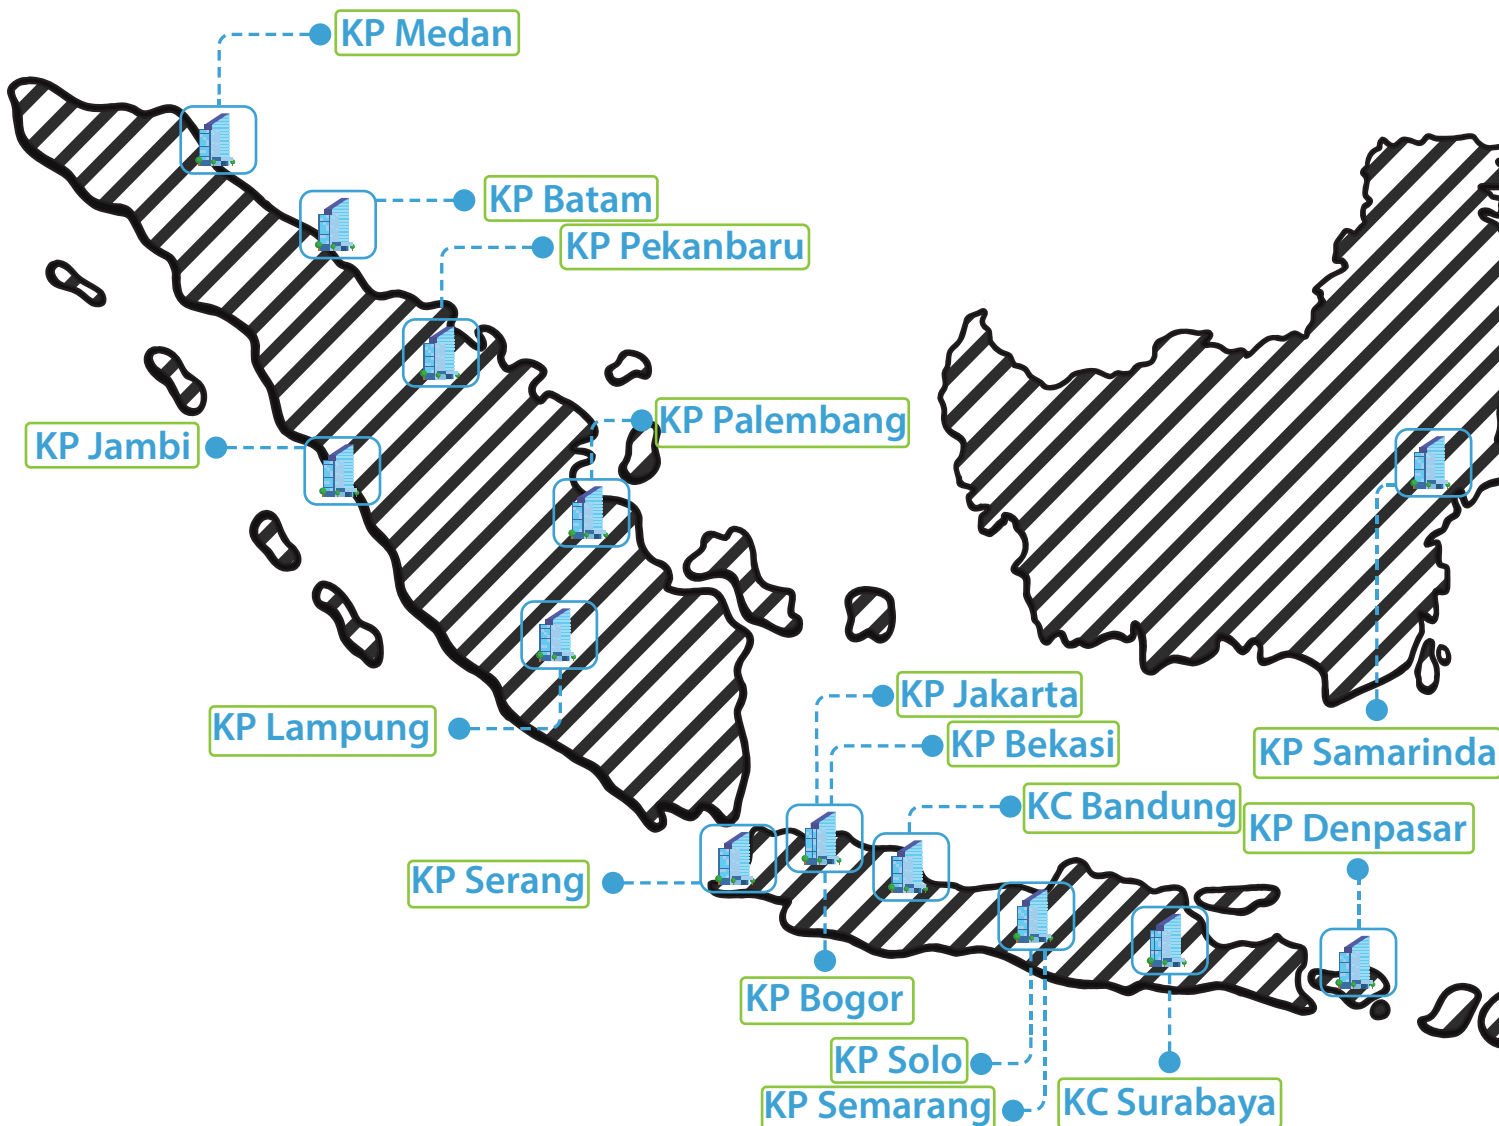 KP Medan
KP Batam
KP Pekanbaru
KP Palembang
KP Jambi
KP Jakarta
KP Lampung
KP Bekasi
KP Samarinda
KC Bandung
KP Denpasar
KP Serang
KP Bogor
KP Solo
KP Semarang
KC Surabaya